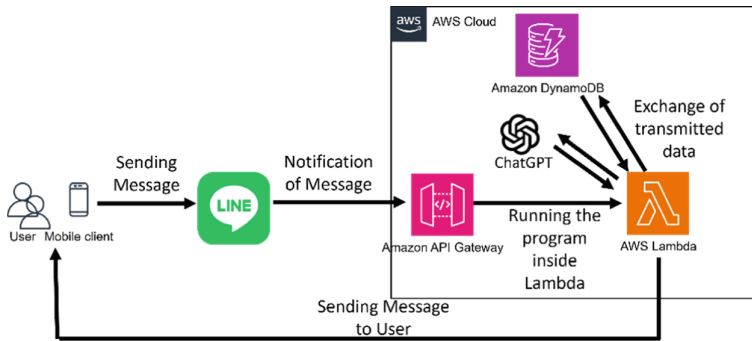 aws
AWS Cloud
Amazon DynamoDB
Exchange of
transmitted
data
ChatGPT
Sending
Message
Notification
of Message
LINE
User
Mobile client
Amazon API Gateway
Running the
program
inside
Lambda
AWS Lambda
Sending Message
to User